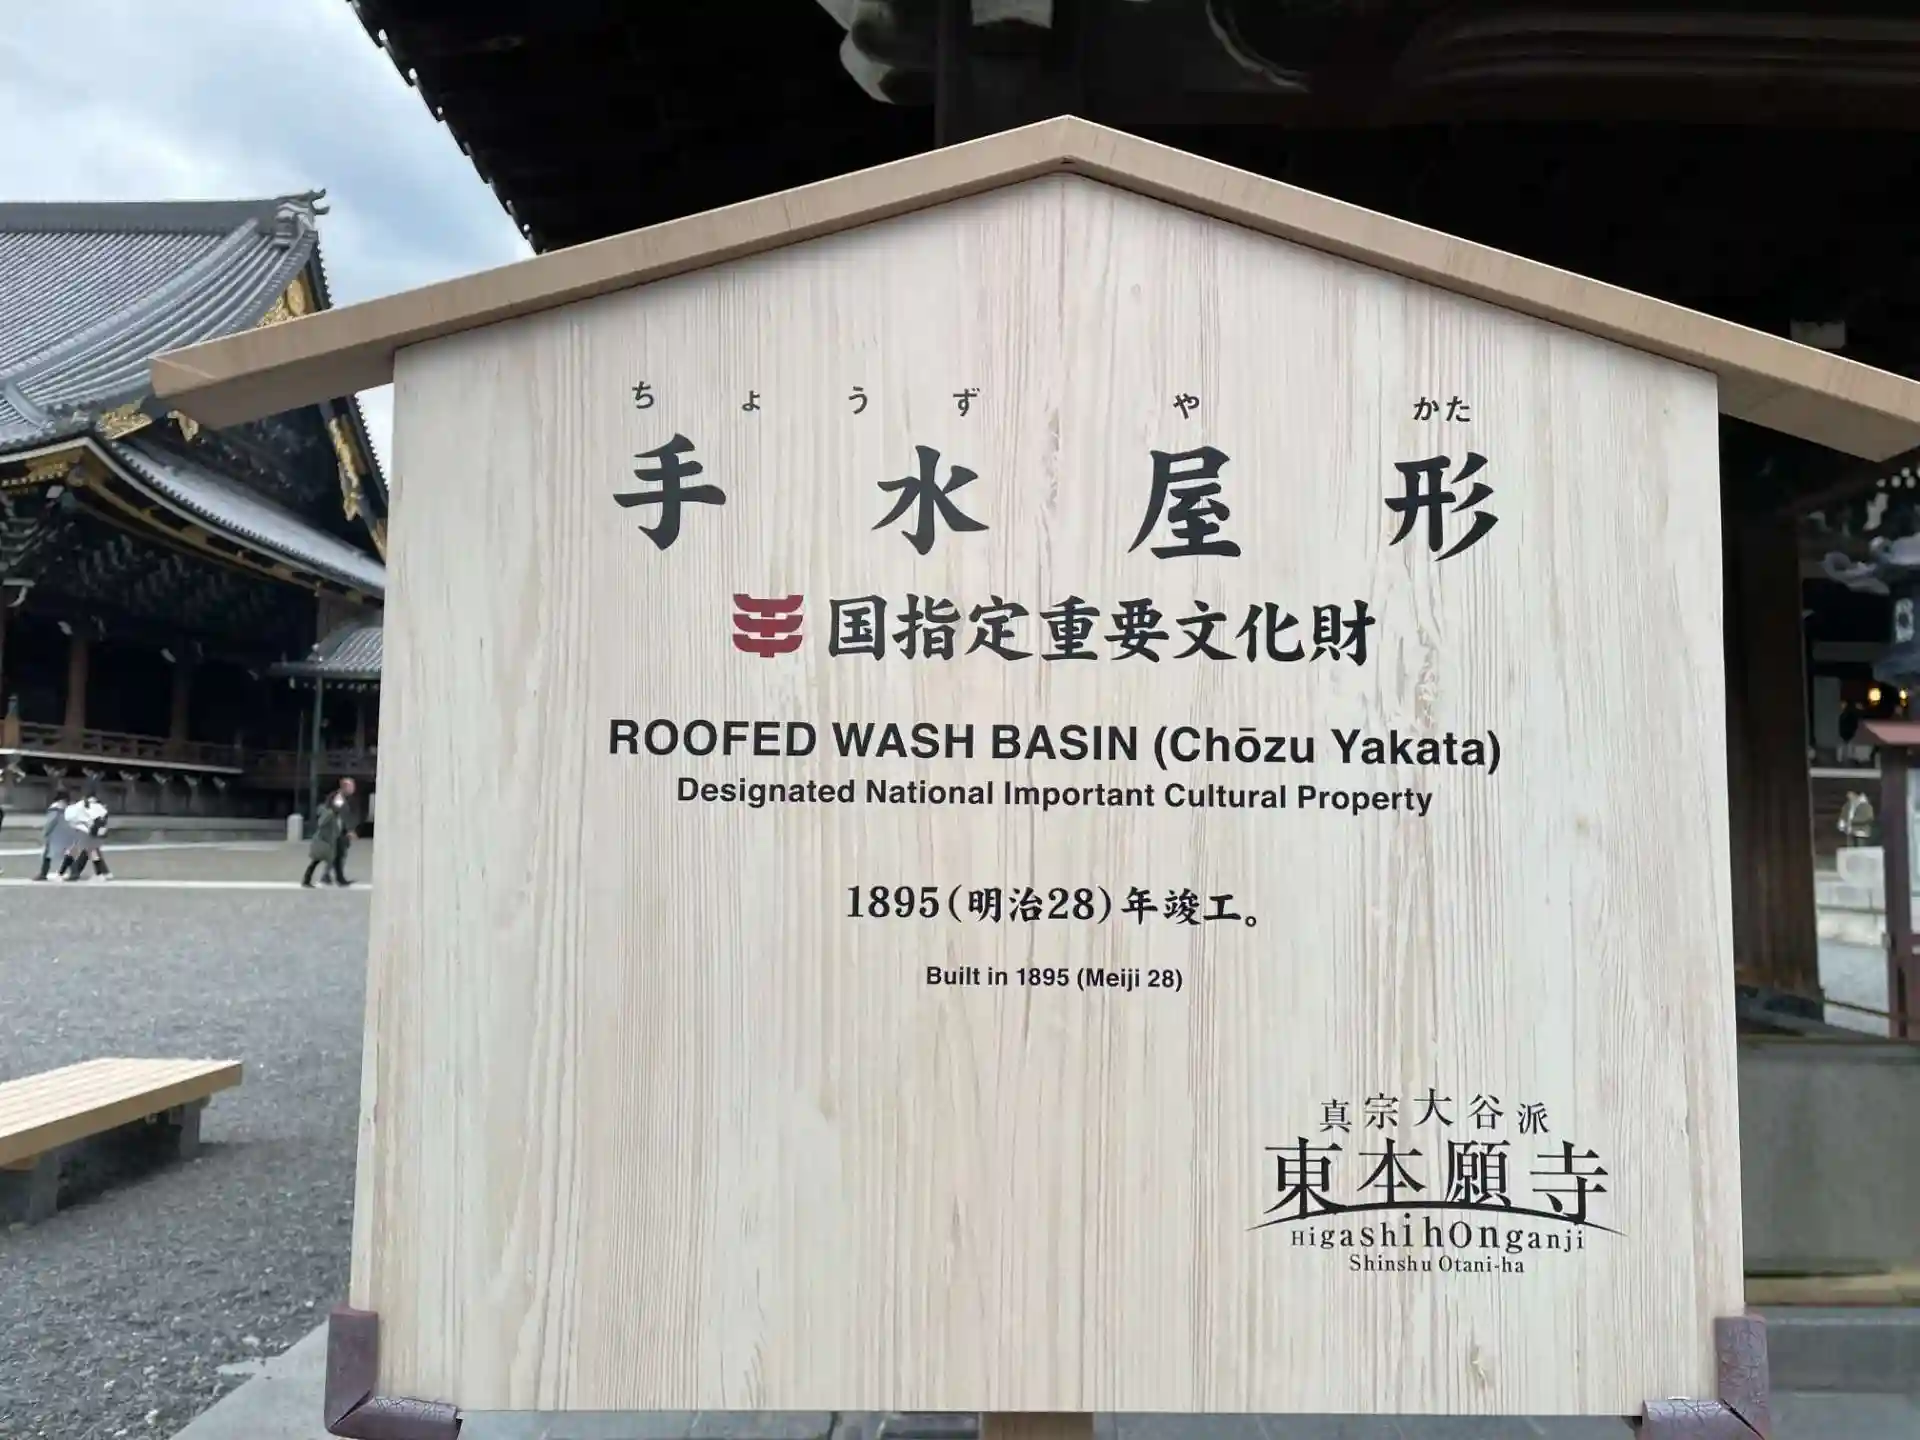 ちょうず や かた
手水屋形
国指定重要文化財
ROOFED WASH BASIN (Chōzu Yakata)
Designated National Important Cultural Property
1895(明治28)年竣工。
Built in 1895 (Meiji 28)
真宗大谷派
東本願寺
HigashihOnganji
Shinshu Otani-ha